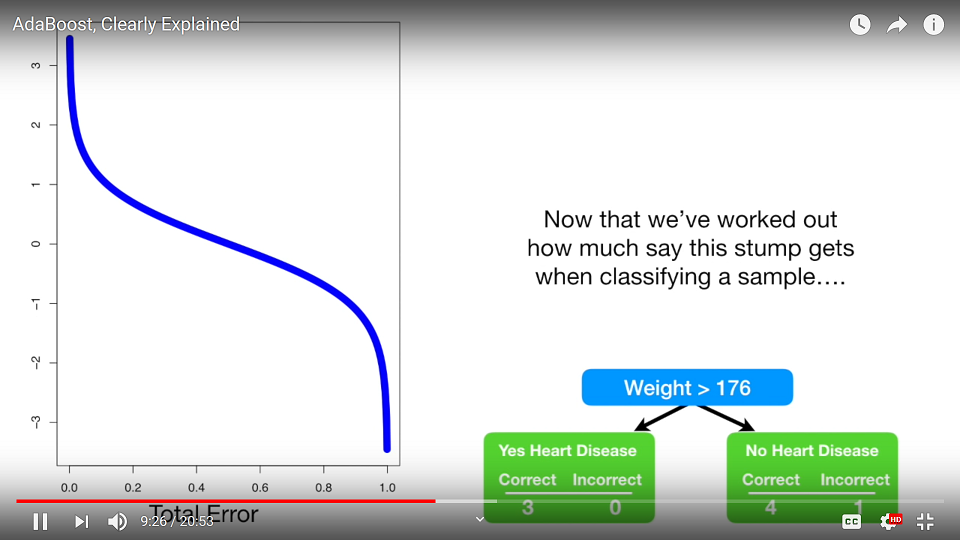 AdaBoost, Clearly Explained
3
2
1
0
-1
-2
-3
0.0 0.2 0.4 0.6 0.8 1.0
Total Error
Now that we've worked out
how much say this stump gets
when classifying a sample....
Weight > 176
Yes Heart Disease
Correct Incorrect
3 0
No Heart Disease
Correct Incorrect
4 1
9:26 / 20:53
CC
HD